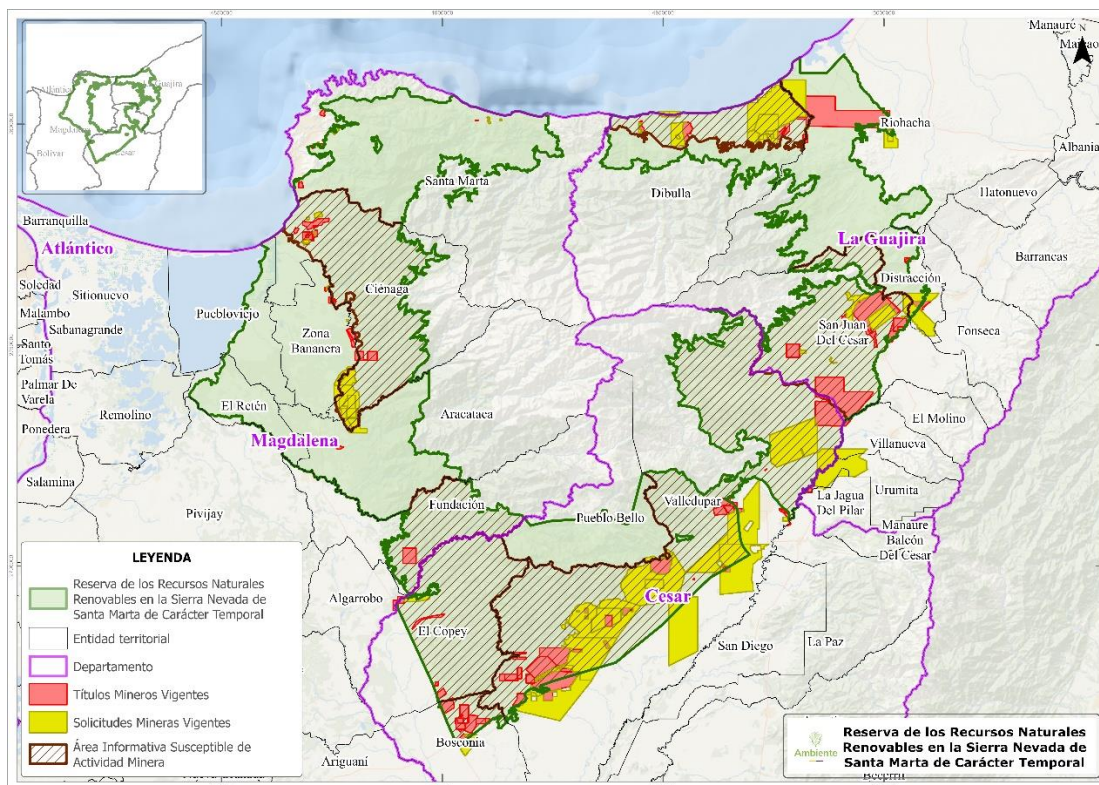 Atlántico
Guajira
Magdalena
Bolívar
Cesar
Manaure
N
Maicao
Riohacha
Albania
Santa Marta
Dibulla
Hatonuevo
Barranquilla
Atlántico
La Guajira
Barrancas
Distracción
Soledad
Sitionuevo
Ciénaga
Puebloviejo
Malambo
Sabanagrande
Zona
Bananera
San Juan
Del Cesar
Fonseca
Santo
Tomás
Palmar De
Varela
Remolino
El Retén
Aracataca
El Molino
Ponedera
Magdalena
Villanueva
Salamina
Fundación
Valledupar
La Jagua
Del Pilar
Urumita
Pivijay
Pueblo Bello
Manaure
Balcón
Del Cesar
Algarrobo
Cesar
El Copey
San Diego
La Paz
Bosconia
Ariguaní
Becerril
LEYENDA
Reserva de los Recursos Naturales
Renovables en la Sierra Nevada de
Santa Marta de Carácter Temporal
Entidad territorial
Departamento
Títulos Mineros Vigentes
Solicitudes Mineras Vigentes
Área Informativa Susceptible de
Actividad Minera
Ambiente
Reserva de los Recursos Naturales
Renovables en la Sierra Nevada de
Santa Marta de Carácter Temporal